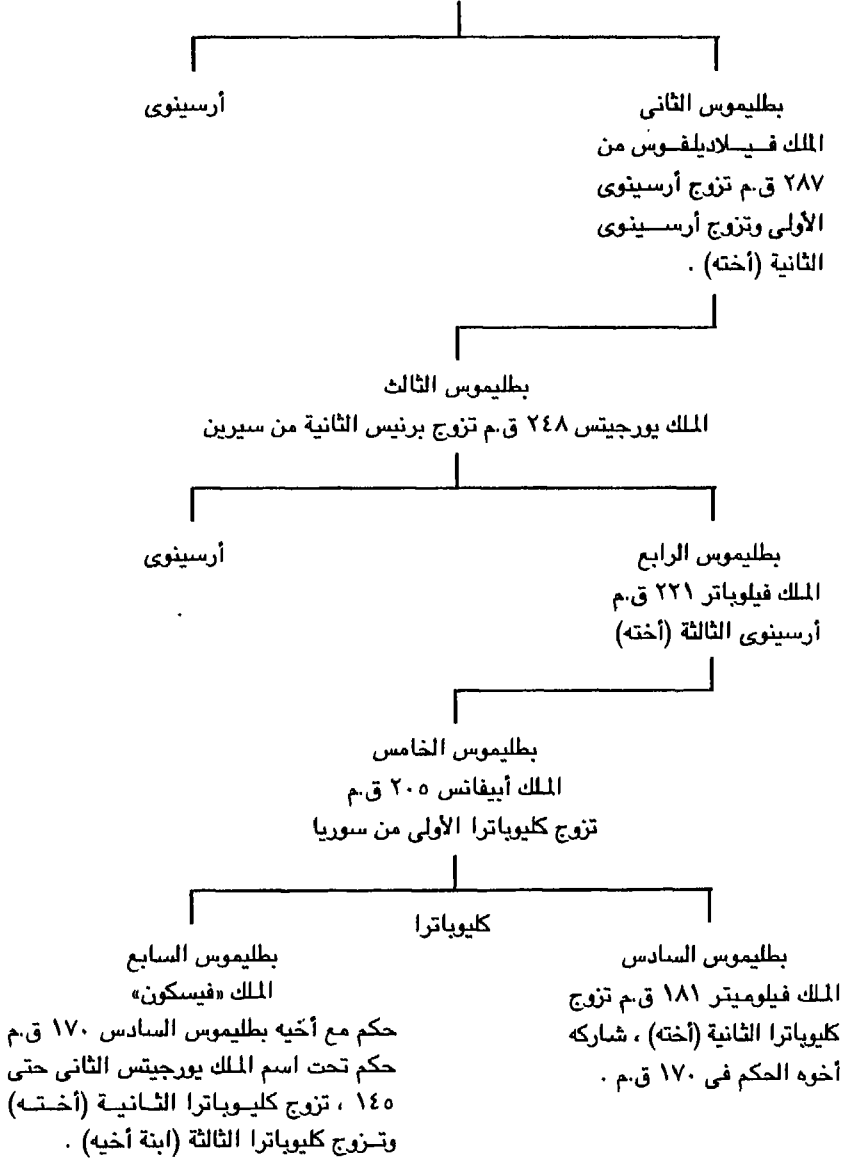 بطليموس الثانى
الملك فيلاديلفوس من
٢٨٧ ق.م تزوج أرسينوى
الأولى وتزوج أرسينوى
الثانية (أخته) .
أرسينوى
بطليموس الثالث
الملك يورجيتس ٢٤٨ ق.م تزوج برنيس الثانية من سيرين
بطليموس الرابع
الملك فيلوباتر ٢٢١ ق.م
أرسينوى الثالثة (أخته)
أرسينوى
بطليموس الخامس
الملك أبيفانس ٢٠٥ ق.م
تزوج كليوباترا الأولى من سوريا
كليوباترا
بطليموس السادس
الملك فيلوميتر ١٨١ ق.م تزوج
كليوباترا الثانية (أخته) ، شاركه
أخوه الحكم فى ١٧٠ ق.م .
بطليموس السابع
الملك «فيسكون»
حكم مع أخيه بطليموس السادس ١٧٠ ق.م
حكم تحت اسم الملك يورجيتس الثانى حتى
١٤٥ ، تزوج كليوباترا الثانية (أخته)
وتزوج كليوباترا الثالثة (ابنة أخيه) .